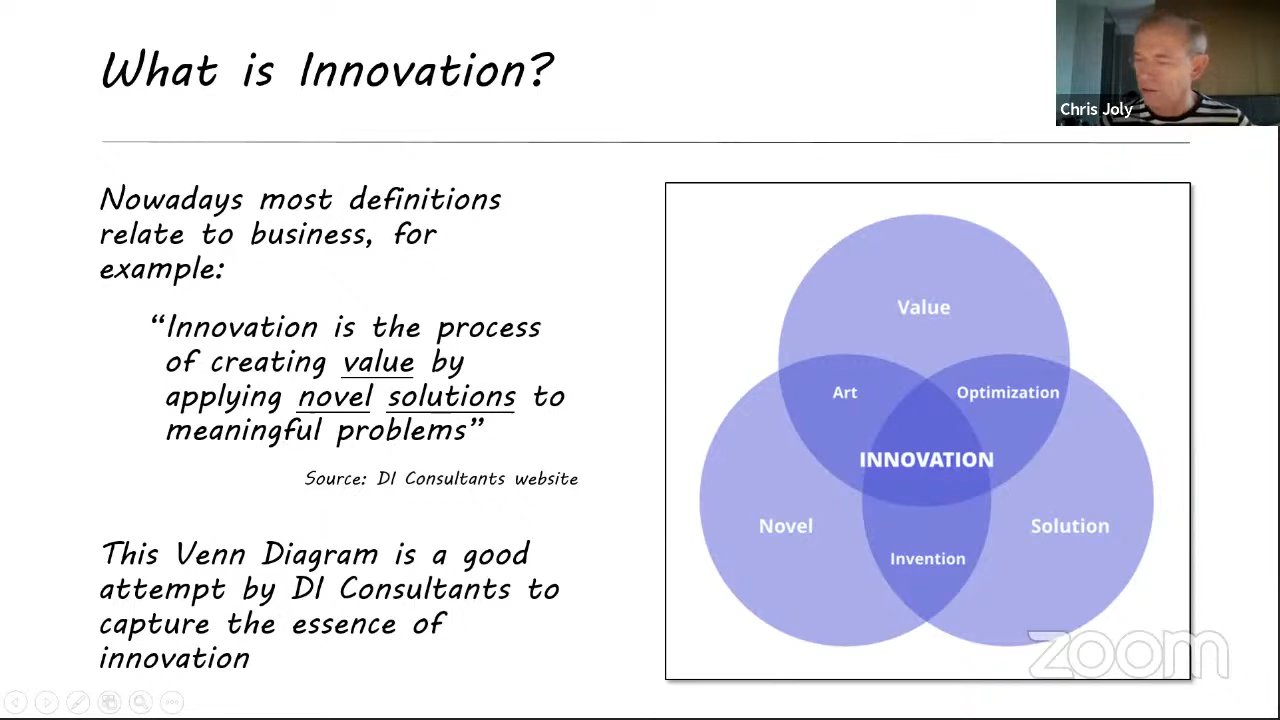 What is Innovation?
Chris Joly
Nowadays most definitions
relate to business, for
example:
“Innovation is the process
of creating value by
applying novel solutions to
meaningful problems”
Source: DI Consultants website
This Venn Diagram is a good
attempt by DI Consultants to
capture the essence of
innovation
Value
Art
Optimization
INNOVATION
Novel
Solution
Invention
zoom